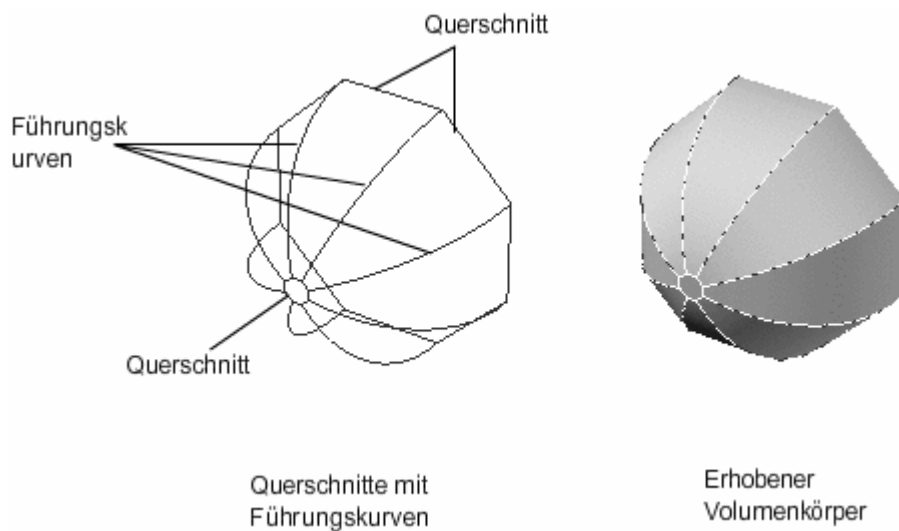 Querschnitt
Führungsk
urven
Querschnitt
Querschnitte mit
Führungskurven
Erhobener
Volumenkörper